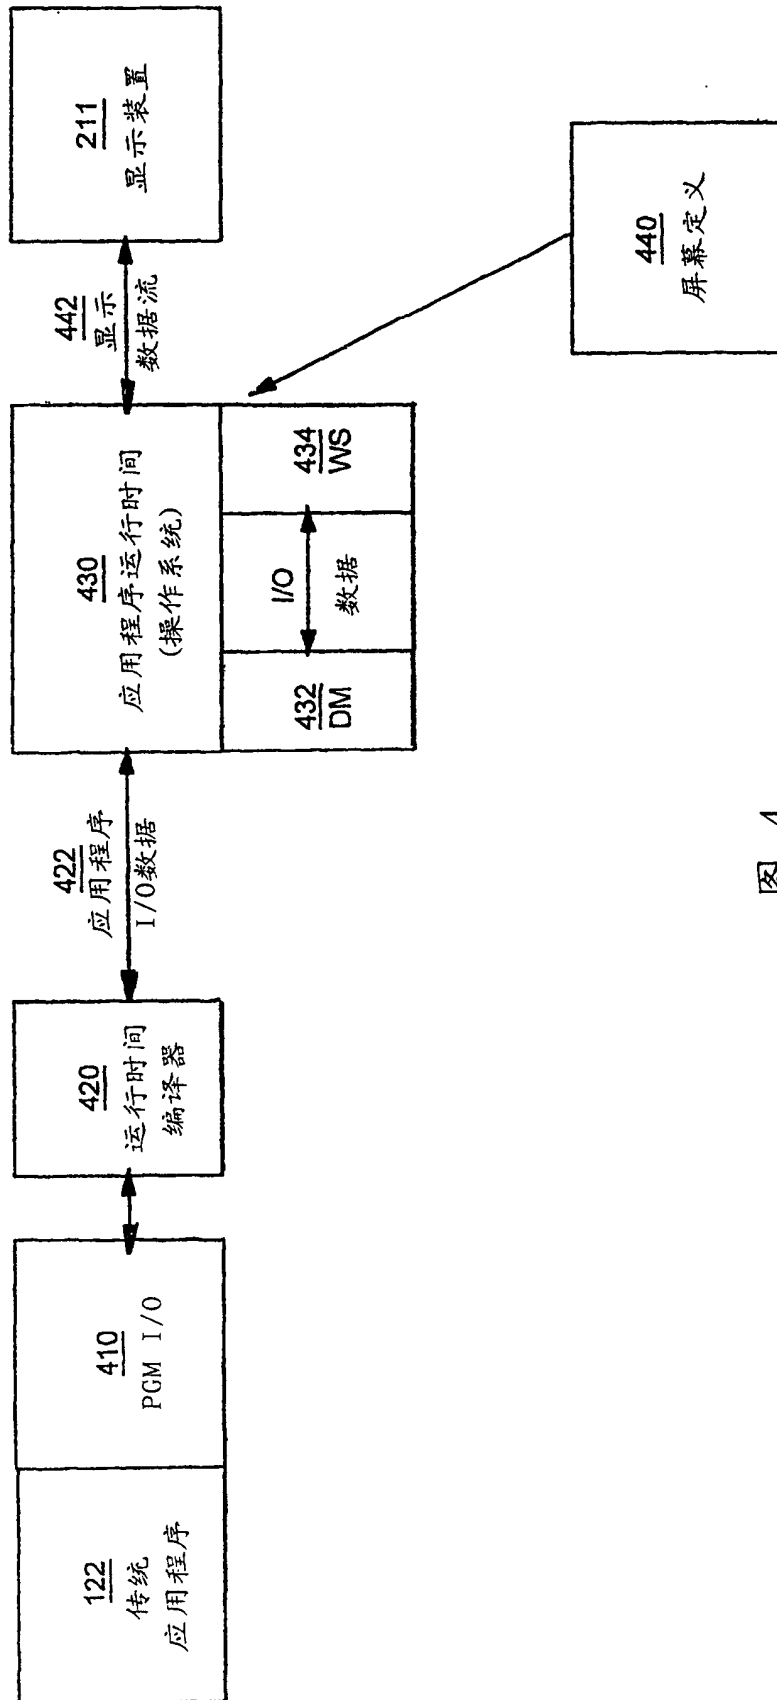 122
传统
应用程序
410
PGM I/O
420
运行时间
编译器
422
应用程序
I/O数据
430
应用程序运行时间
(操作系统)
432
DM
I/O
数据
434
WS
442
显示
数据流
211
显示装置
440
屏幕定义
图 4